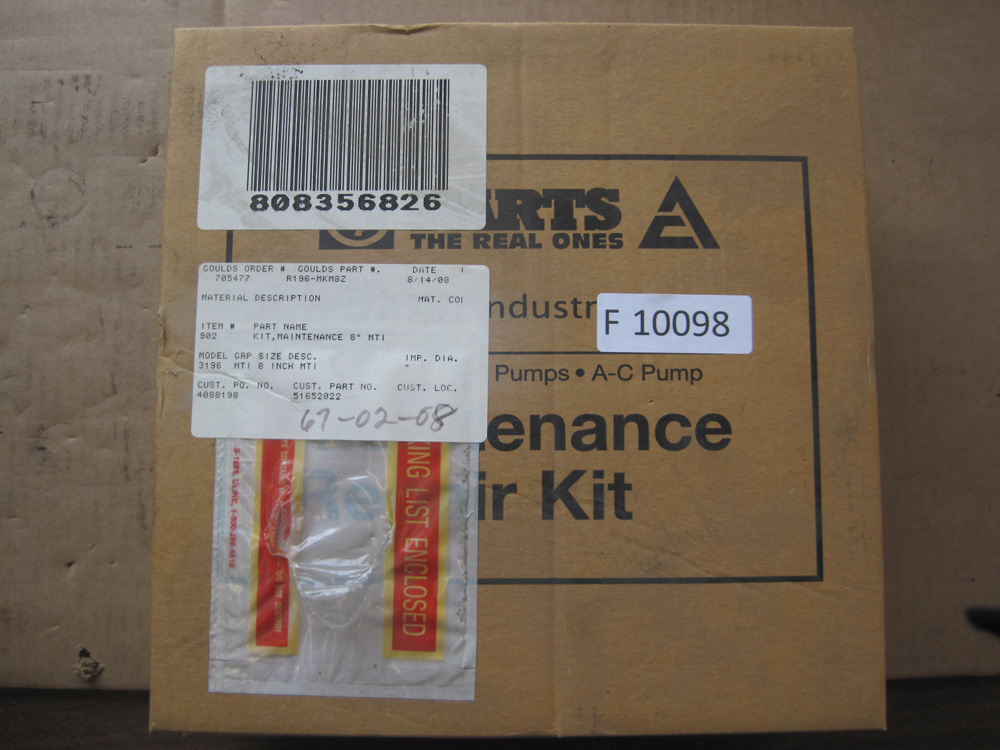 808356826
THE REAL ONES
GOULDS ORDER # GOULDS PART #. DATE
705477 R196-MKM8Z 8/14/08
MATERIAL DESCRIPTION MAT. CO
ITEM # PART NAME
902 KIT,MAINTENANCE 8" MTI
MODEL GRP SIZE DESC. IMP. DIA.
3196 MTI 8 INCH MTI "
CUST. PO. NO. CUST. PART NO. CUST. LOC.
4088198 51652022
67-02-08
ndustr
F 10098
Pumps • A-C Pump
enance
ir Kit
KING LIST ENCLOSED